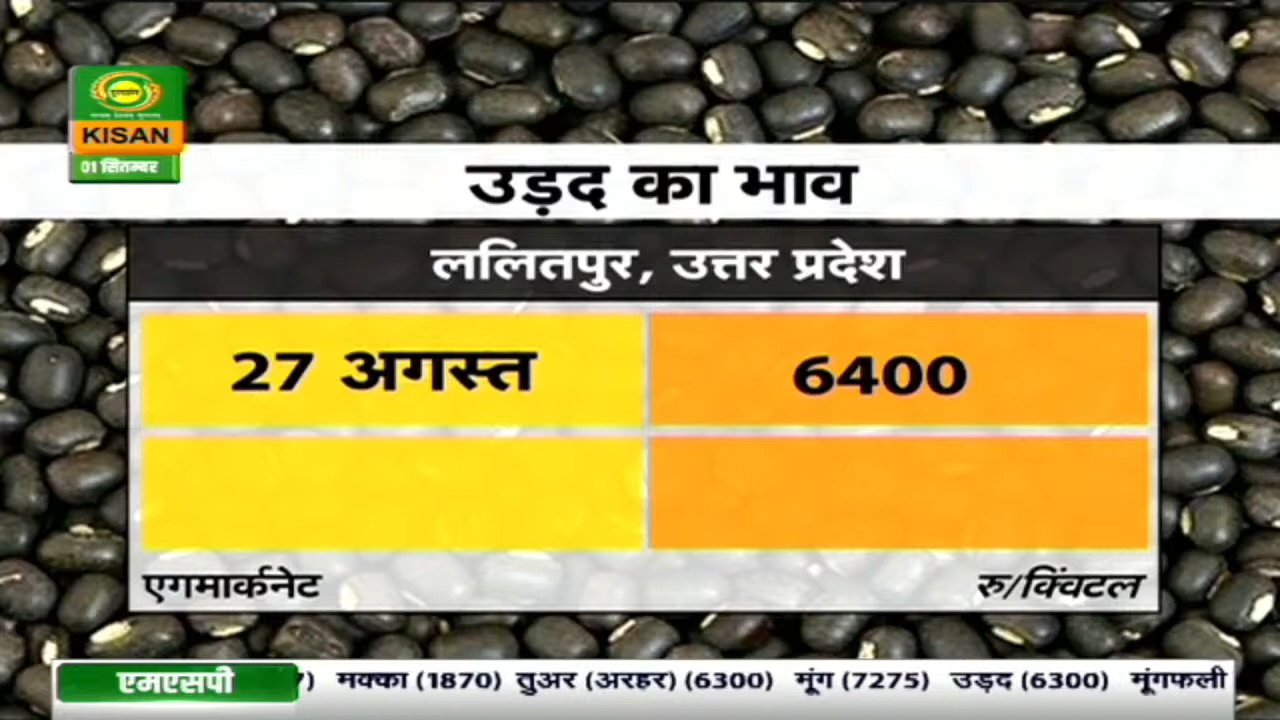 KISAN
01 सितम्बर
उड़द का भाव
ललितपुर, उत्तर प्रदेश
27 अगस्त 6400
एगमार्कनेट रु/क्विंटल
एमएसपी ) मक्का (1870) तुअर (अरहर) (6300) मूंग (7275) उड़द (6300) मूंगफली